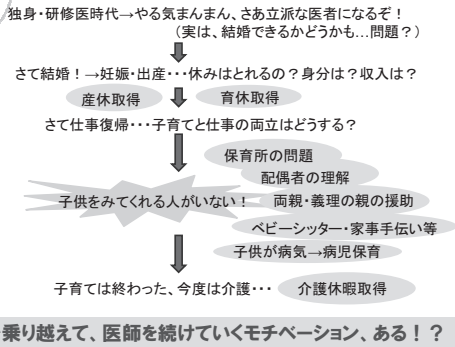 独身・研修医時代→やる気まんまん、さあ立派な医者になるぞ！
（実は、結婚できるかどうかも…問題？）
さて結婚！→妊娠・出産・・・休みはとれるの？身分は？収入は？
産休取得
育休取得
さて仕事復帰・・・子育てと仕事の両立はどうする？
保育所の問題
配偶者の理解
子供をみてくれる人がいない！
両親・義理の親の援助
ベビーシッター・家事手伝い等
子供が病気→病児保育
子育ては終わった、今度は介護・・・
介護休暇取得
乗り越えて、医師を続けていくモチベーション、ある！？